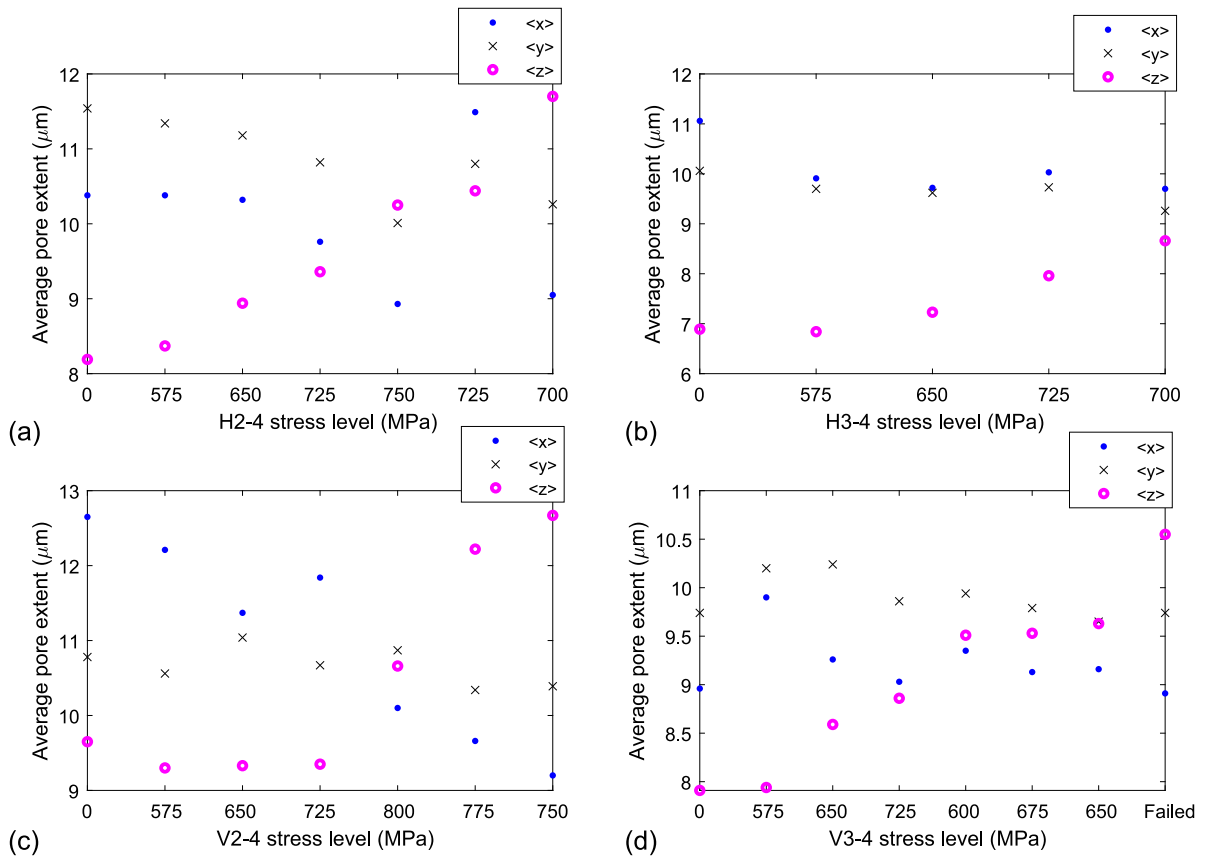 <x>
<y>
<z>
12
11
10
9
8
Average pore extent (μm)
0 575 650 725 750 725 700
H2-4 stress level (MPa)
(a)
<x>
<y>
<z>
12
11
10
9
8
7
6
Average pore extent (μm)
0 575 650 725 700
H3-4 stress level (MPa)
(b)
<x>
<y>
<z>
13
12
11
10
9
Average pore extent (μm)
0 575 650 725 800 775 750
V2-4 stress level (MPa)
(c)
<x>
<y>
<z>
11
10.5
10
9.5
9
8.5
8
Average pore extent (μm)
0 575 650 725 600 675 650 Failed
V3-4 stress level (MPa)
(d)